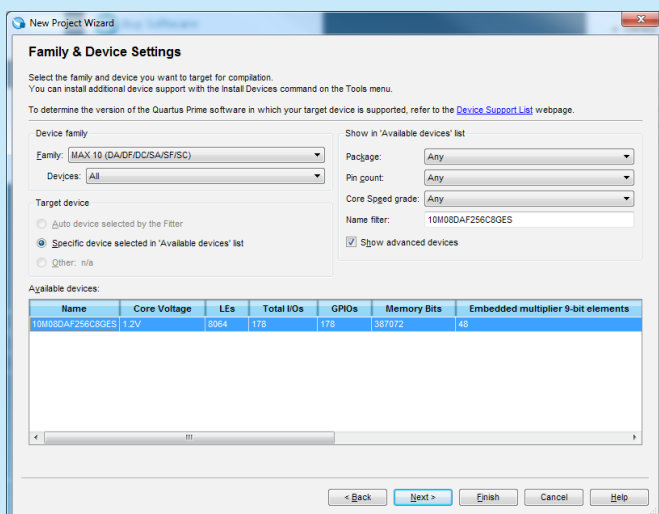 New Project Wizard
Family & Device Settings
Select the family and device you want to target for compilation.
You can install additional device support with the Install Devices command on the Tools menu.
To determine the version of the Quartus Prime software in which your target device is supported, refer to the Device Support List webpage.
Device family
Family: MAX 10 (DA/DF/DC/SA/SF/SC)
Devices: All
Target device
Auto device selected by the Fitter
Specific device selected in 'Available devices' list
Other: n/a
Show in 'Available devices' list
Package: Any
Pin count: Any
Core Speed grade: Any
Name filter: 10M08DAF256C8GES
Show advanced devices
Available devices:
Name Core Voltage LEs Total I/Os GPIOs Memory Bits Embedded multiplier 9-bit elements
10M08DAF256C8GES 1.2V 8064 178 178 387072 48
< Back Next > Finish Cancel Help